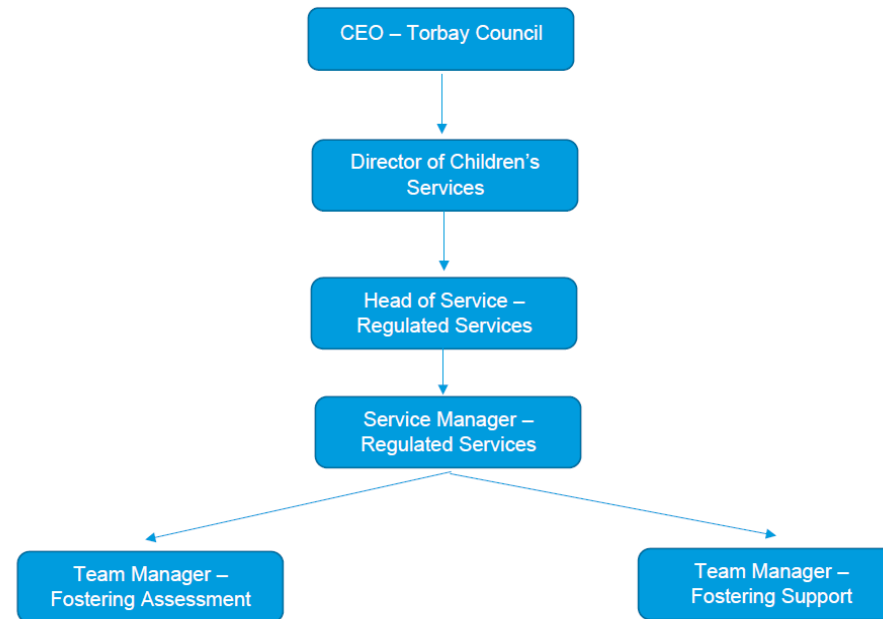 CEO – Torbay Council
Director of Children’s
Services
Head of Service –
Regulated Services
Service Manager –
Regulated Services
Team Manager –
Fostering Assessment
Team Manager –
Fostering Support